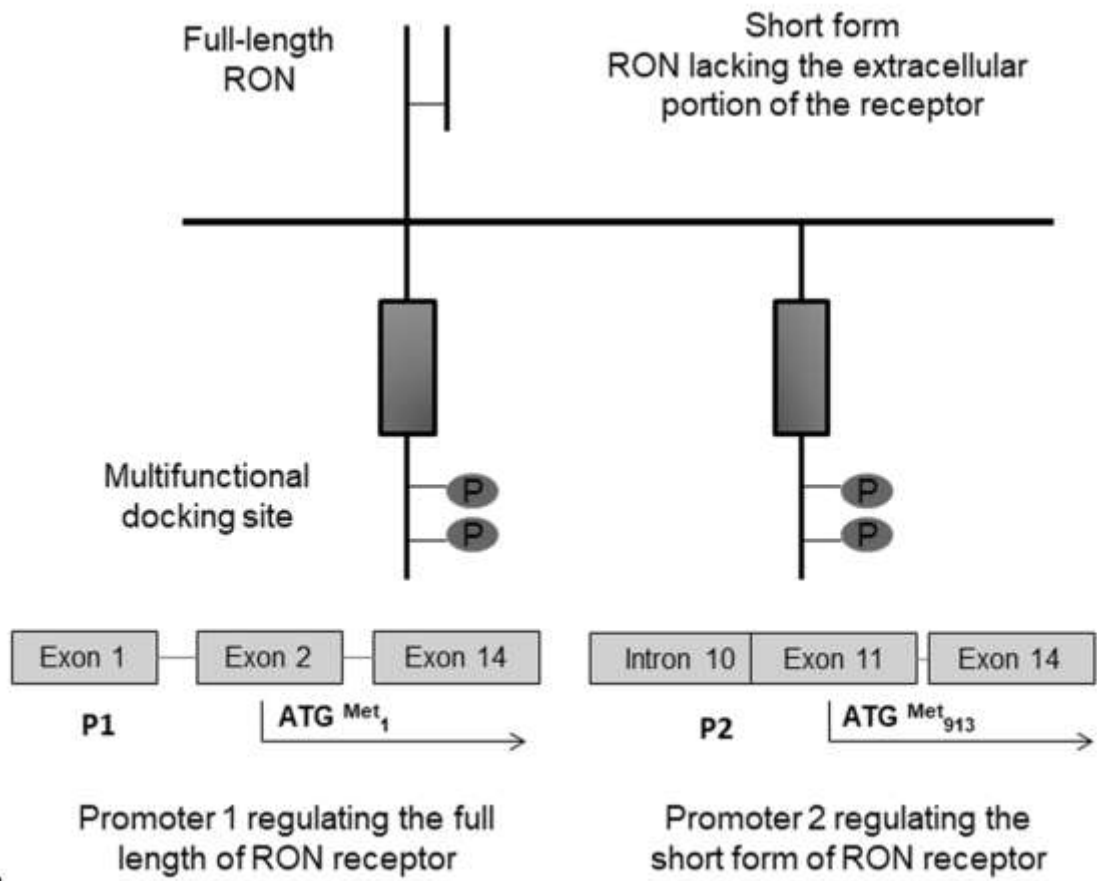 Full-length
RON
Short form
RON lacking the extracellular
portion of the receptor
Multifunctional
docking site
P
P
P
P
Exon 1
Exon 2
Exon 14
Intron 10
Exon 11
Exon 14
P1
ATG Met1
P2
ATG Met913
Promoter 1 regulating the full
length of RON receptor
Promoter 2 regulating the
short form of RON receptor